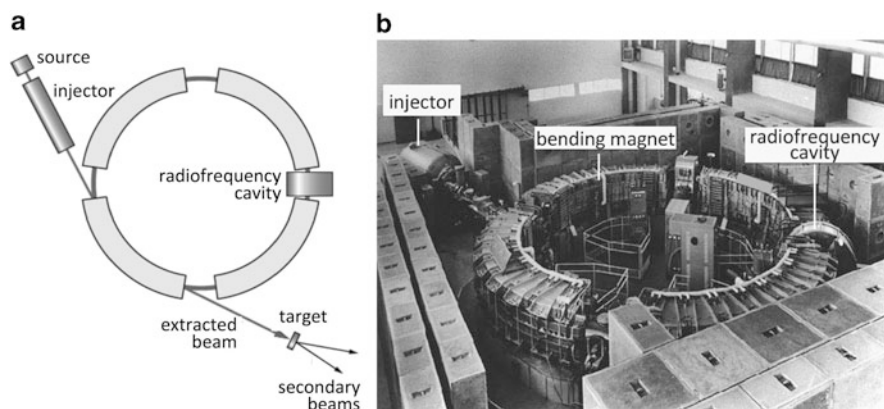 a
source
injector
radiofrequency
cavity
extracted
beam
target
secondary
beams
b
injector
bending magnet
radiofrequency
cavity